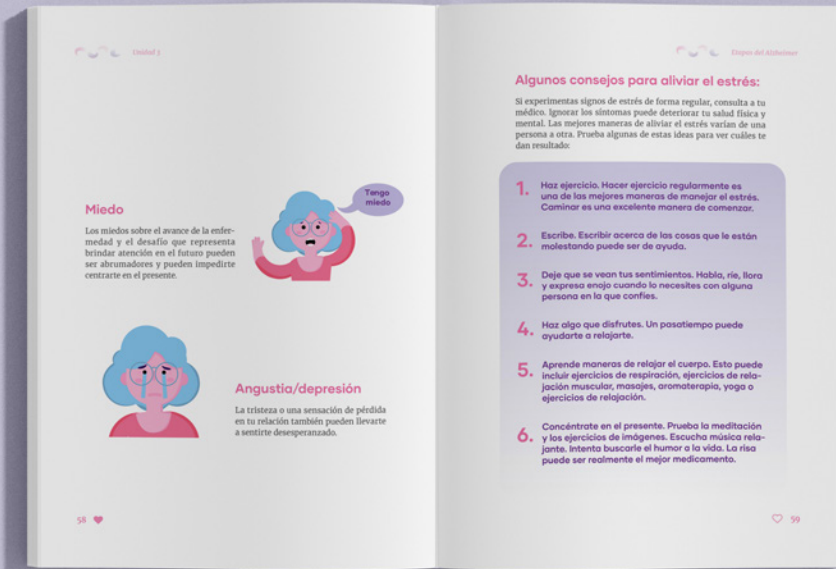 Unidad 3
Miedo
Los miedos sobre el avance de la enfer-
medad y el desafío que representa
brindar atención en el futuro pueden
ser abrumadores y pueden impedirte
centrarte en el presente.
Tengo
miedo
Angustia/depresión
La tristeza o una sensación de pérdida
en tu relación también pueden llevarte
a sentirte desesperanzado.
58
Etapas del Alzheimer
Algunos consejos para aliviar el estrés:
Si experimentas signos de estrés de forma regular, consulta a tu
médico. Ignorar los síntomas puede deteriorar tu salud física y
mental. Las mejores maneras de aliviar el estrés varían de una
persona a otra. Prueba algunas de estas ideas para ver cuáles te
dan resultado:
1. Haz ejercicio. Hacer ejercicio regularmente es
una de las mejores maneras de manejar el estrés.
Caminar es una excelente manera de comenzar.
2. Escribe. Escribir acerca de las cosas que le están
molestando puede ser de ayuda.
3. Deje que se vean tus sentimientos. Habla, ríe, llora
y expresa enojo cuando lo necesites con alguna
persona en la que confíes.
4. Haz algo que disfrutes. Un pasatiempo puede
ayudarte a relajarte.
5. Aprende maneras de relajar el cuerpo. Esto puede
incluir ejercicios de respiración, ejercicios de rela-
jación muscular, masajes, aromaterapia, yoga o
ejercicios de relajación.
6. Concéntrate en el presente. Prueba la meditación
y los ejercicios de imágenes. Escucha música rela-
jante. Intenta buscarle el humor a la vida. La risa
puede ser realmente el mejor medicamento.
59